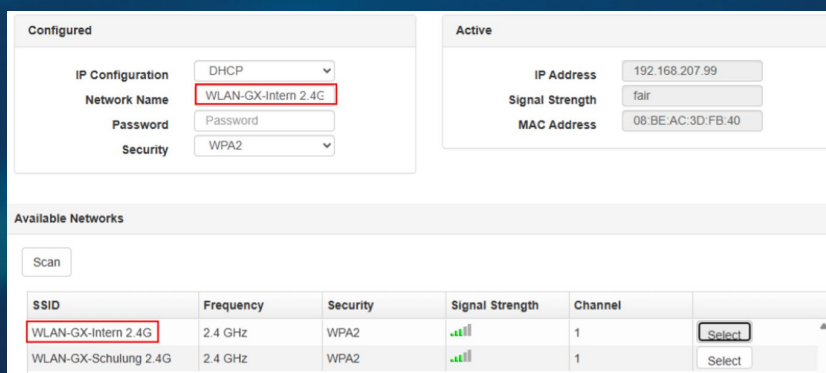 Configured
IP Configuration DHCP
Network Name WLAN-GX-Intern 2.4G
Password Password
Security WPA2
Active
IP Address 192.168.207.99
Signal Strength fair
MAC Address 08:BE:AC:3D:FB:40
Available Networks
Scan
SSID Frequency Security Signal Strength Channel
WLAN-GX-Intern 2.4G 2.4 GHz WPA2 1 Select
WLAN-GX-Schulung 2.4G 2.4 GHz WPA2 1 Select